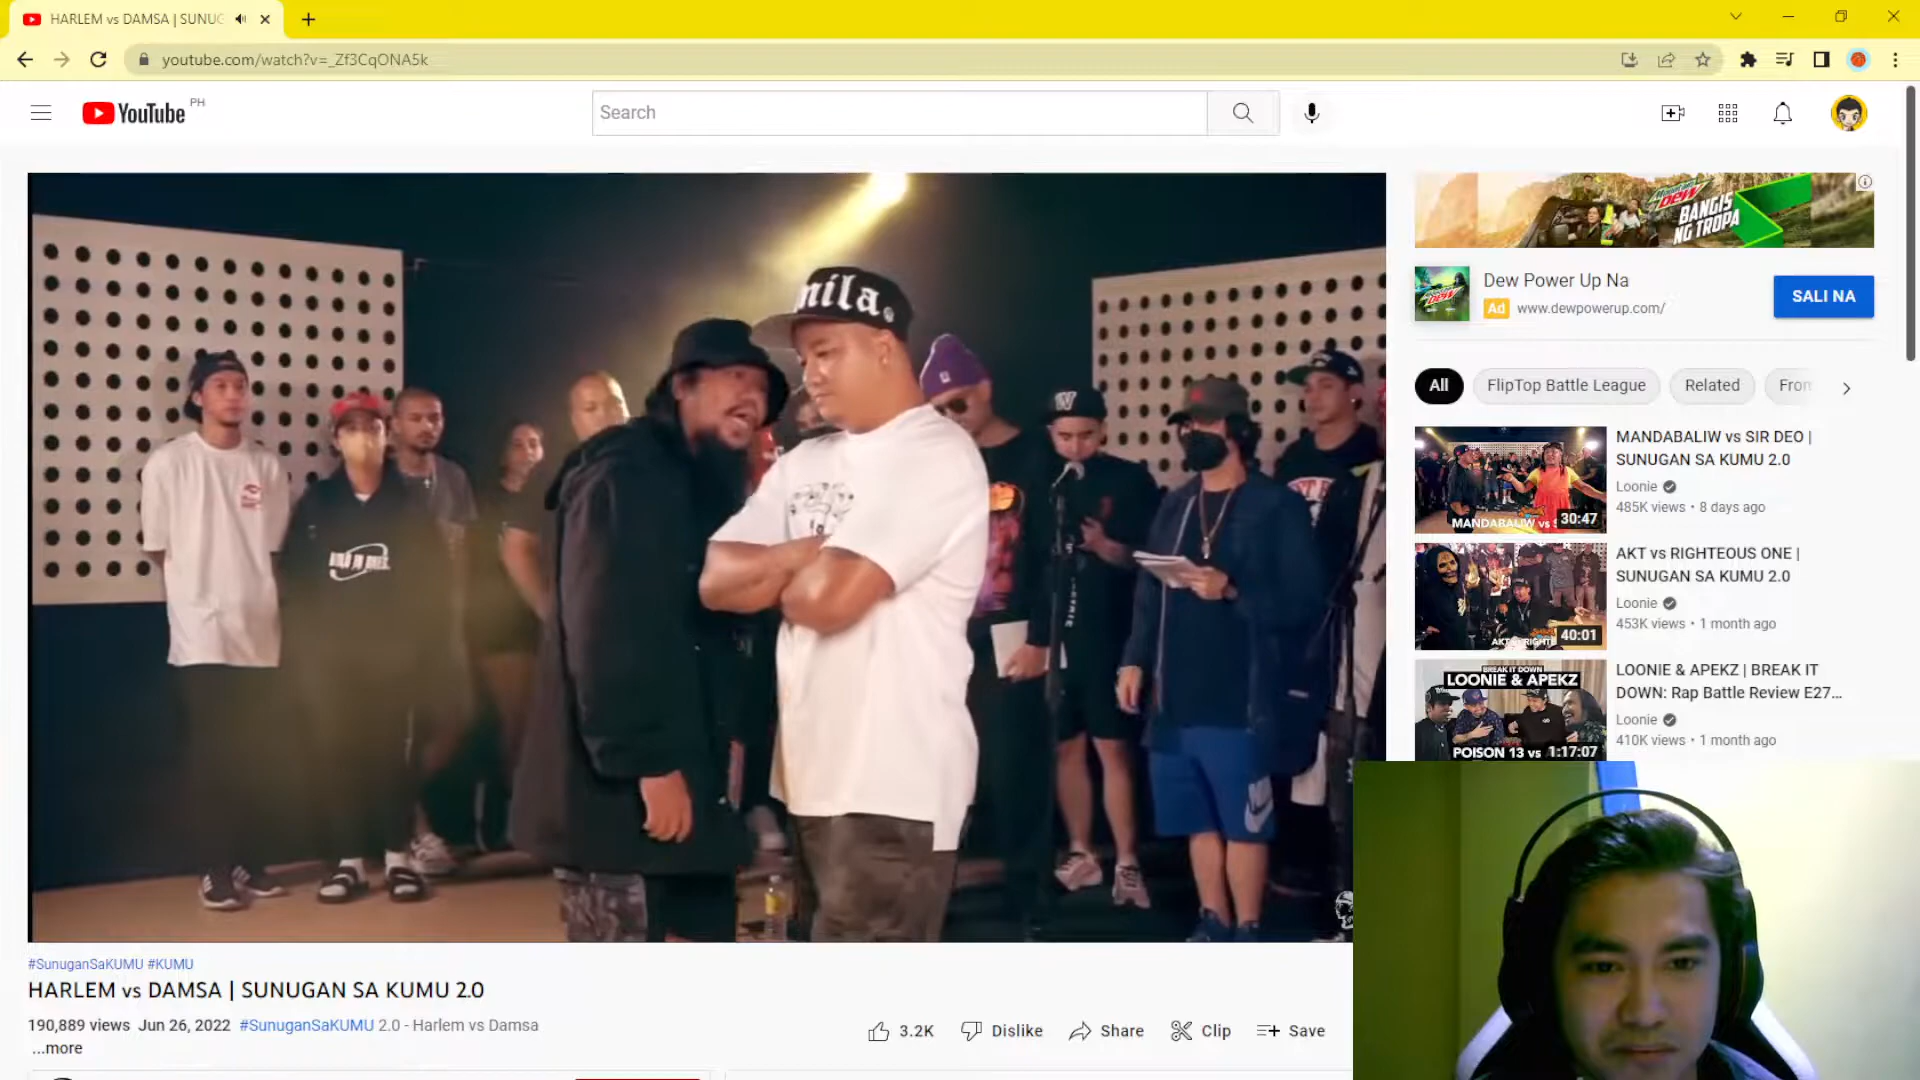 HARLEM vs DAMSA | SUNUG
youtube.com/watch?v=_Zf3CqONA5k
YouTube PH
Search
nila.
W
#SunuganSaKUMU #KUMU
HARLEM vs DAMSA | SUNUGAN SA KUMU 2.0
190,889 views Jun 26, 2022 #SunuganSaKUMU 2.0 - Harlem vs Damsa
...more
3.2K Dislike Share Clip Save
BANGIS
NG TROPA
Dew Power Up Na
Ad www.dewpowerup.com/
SALI NA
All FlipTop Battle League Related From
MANDABALIW vs
30:47
MANDABALIW vs SIR DEO |
SUNUGAN SA KUMU 2.0
Loonie
485K views • 8 days ago
40:01
AKT vs RIGHTEOUS ONE |
SUNUGAN SA KUMU 2.0
Loonie
453K views • 1 month ago
BREAK IT DOWN:
LOONIE & APEKZ
POISON 13 vs 1:17:07
LOONIE & APEKZ | BREAK IT
DOWN: Rap Battle Review E27...
Loonie
410K views • 1 month ago